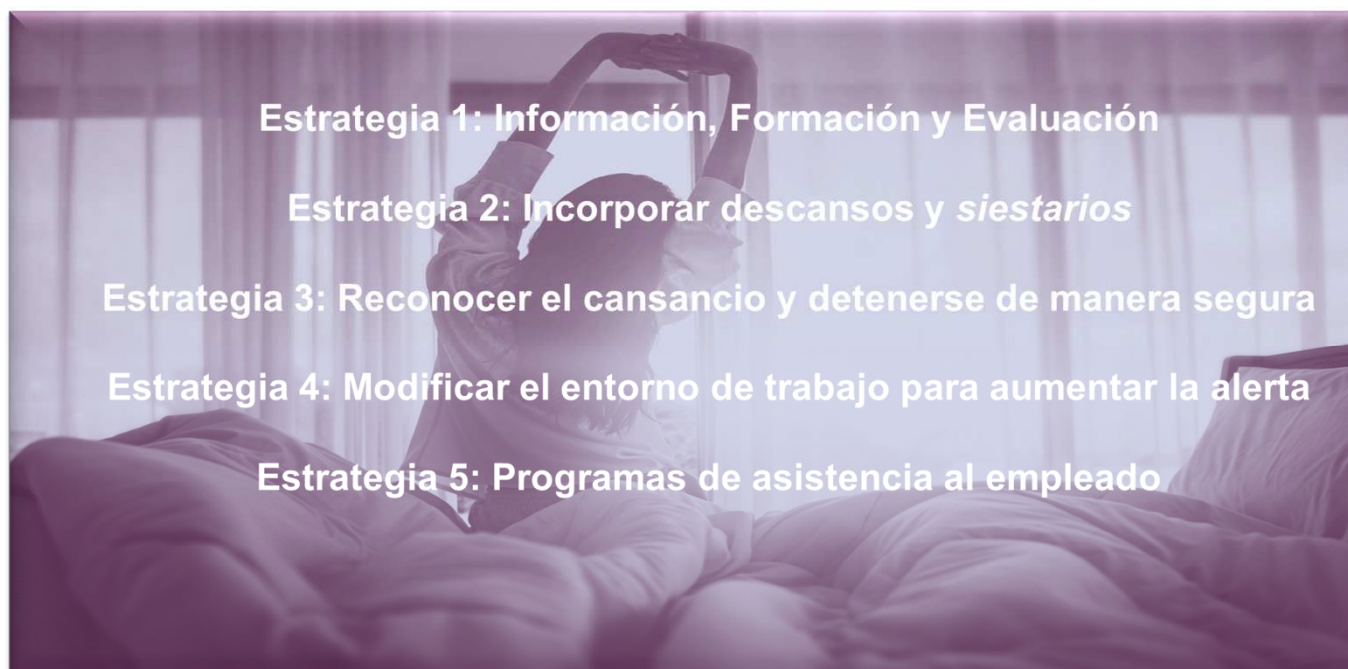 Estrategia 1: Información, Formación y Evaluación
Estrategia 2: Incorporar descansos y siestarios
Estrategia 3: Reconocer el cansancio y detenerse de manera segura
Estrategia 4: Modificar el entorno de trabajo para aumentar la alerta
Estrategia 5: Programas de asistencia al empleado